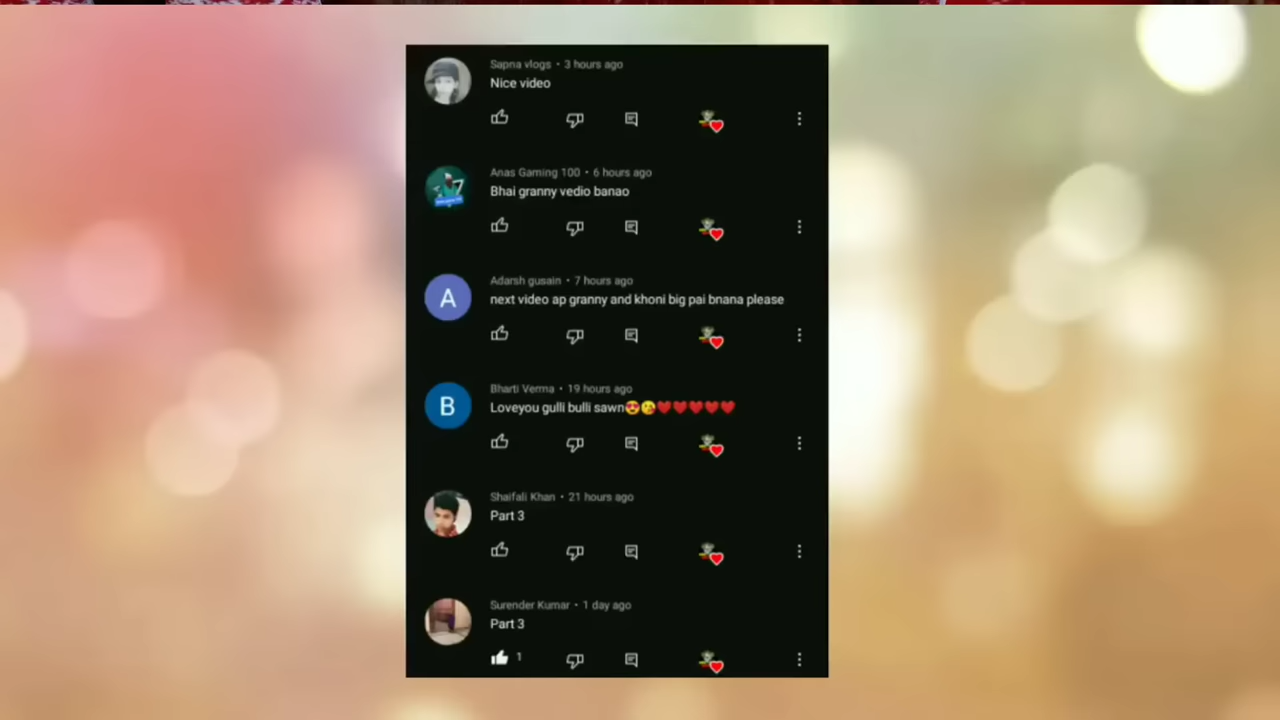 Sapna vlogs • 3 hours ago
Nice video
Anas Gaming 100 • 6 hours ago
Bhai granny vedio banao
A
Adarsh gusain • 7 hours ago
next video ap granny and khoni big pai bnana please
B
Bharti Verma • 19 hours ago
Loveyou gulli bulli sawn😍😘❤️❤️❤️❤️❤️
Shaifali Khan • 21 hours ago
Part 3
Surender Kumar • 1 day ago
Part 3
1